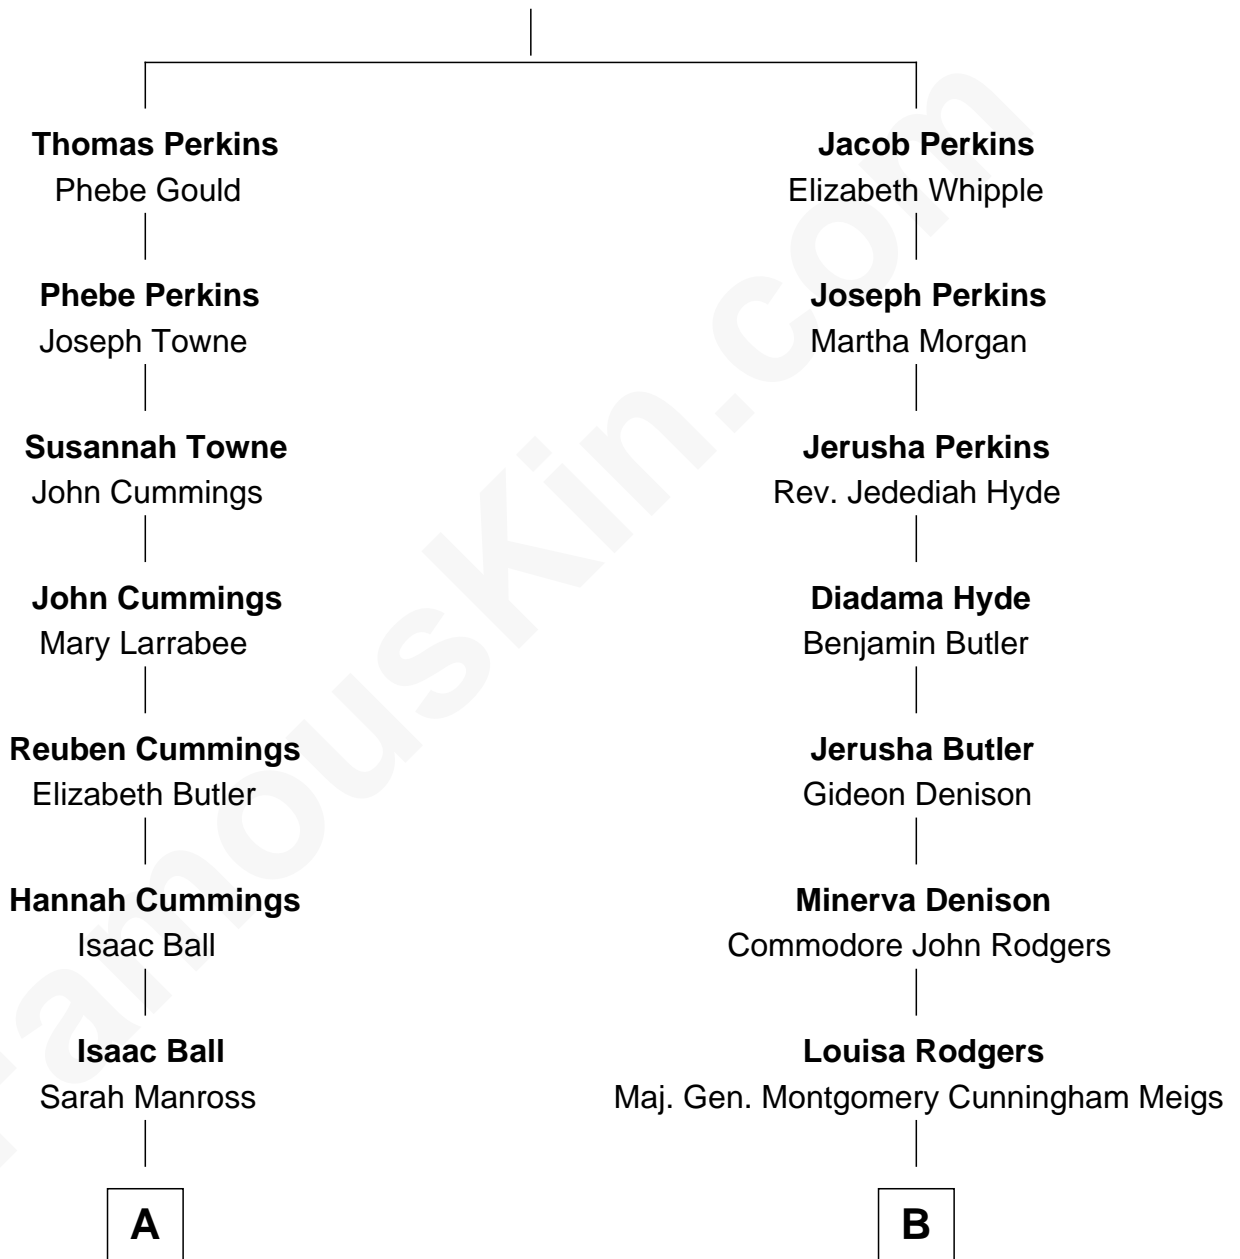 Thomas Perkins
Phebe Gould
Phebe Perkins
Joseph Towne
Susannah Towne
John Cummings
John Cummings
Mary Larrabee
Reuben Cummings
Elizabeth Butler
Hannah Cummings
Isaac Ball
Isaac Ball
Sarah Manross
A
Jacob Perkins
Elizabeth Whipple
Joseph Perkins
Martha Morgan
Jerusha Perkins
Rev. Jedediah Hyde
Diadama Hyde
Benjamin Butler
Jerusha Butler
Gideon Denison
Minerva Denison
Commodore John Rodgers
Louisa Rodgers
Maj. Gen. Montgomery Cunningham Meigs
B
FamousKin.com